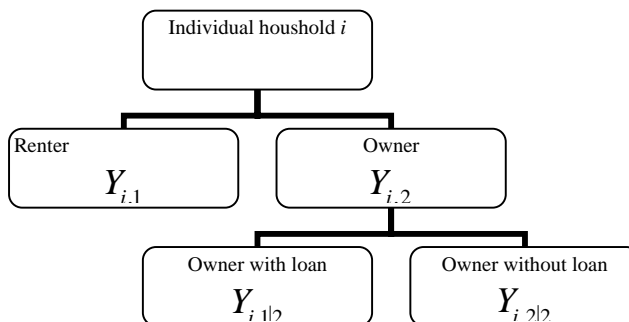 Individual houshold i
Renter
Y_{i,1}
Owner
Y_{i,2}
Owner with loan
Y_{i,1|2}
Owner without loan
Y_{i,2|2}